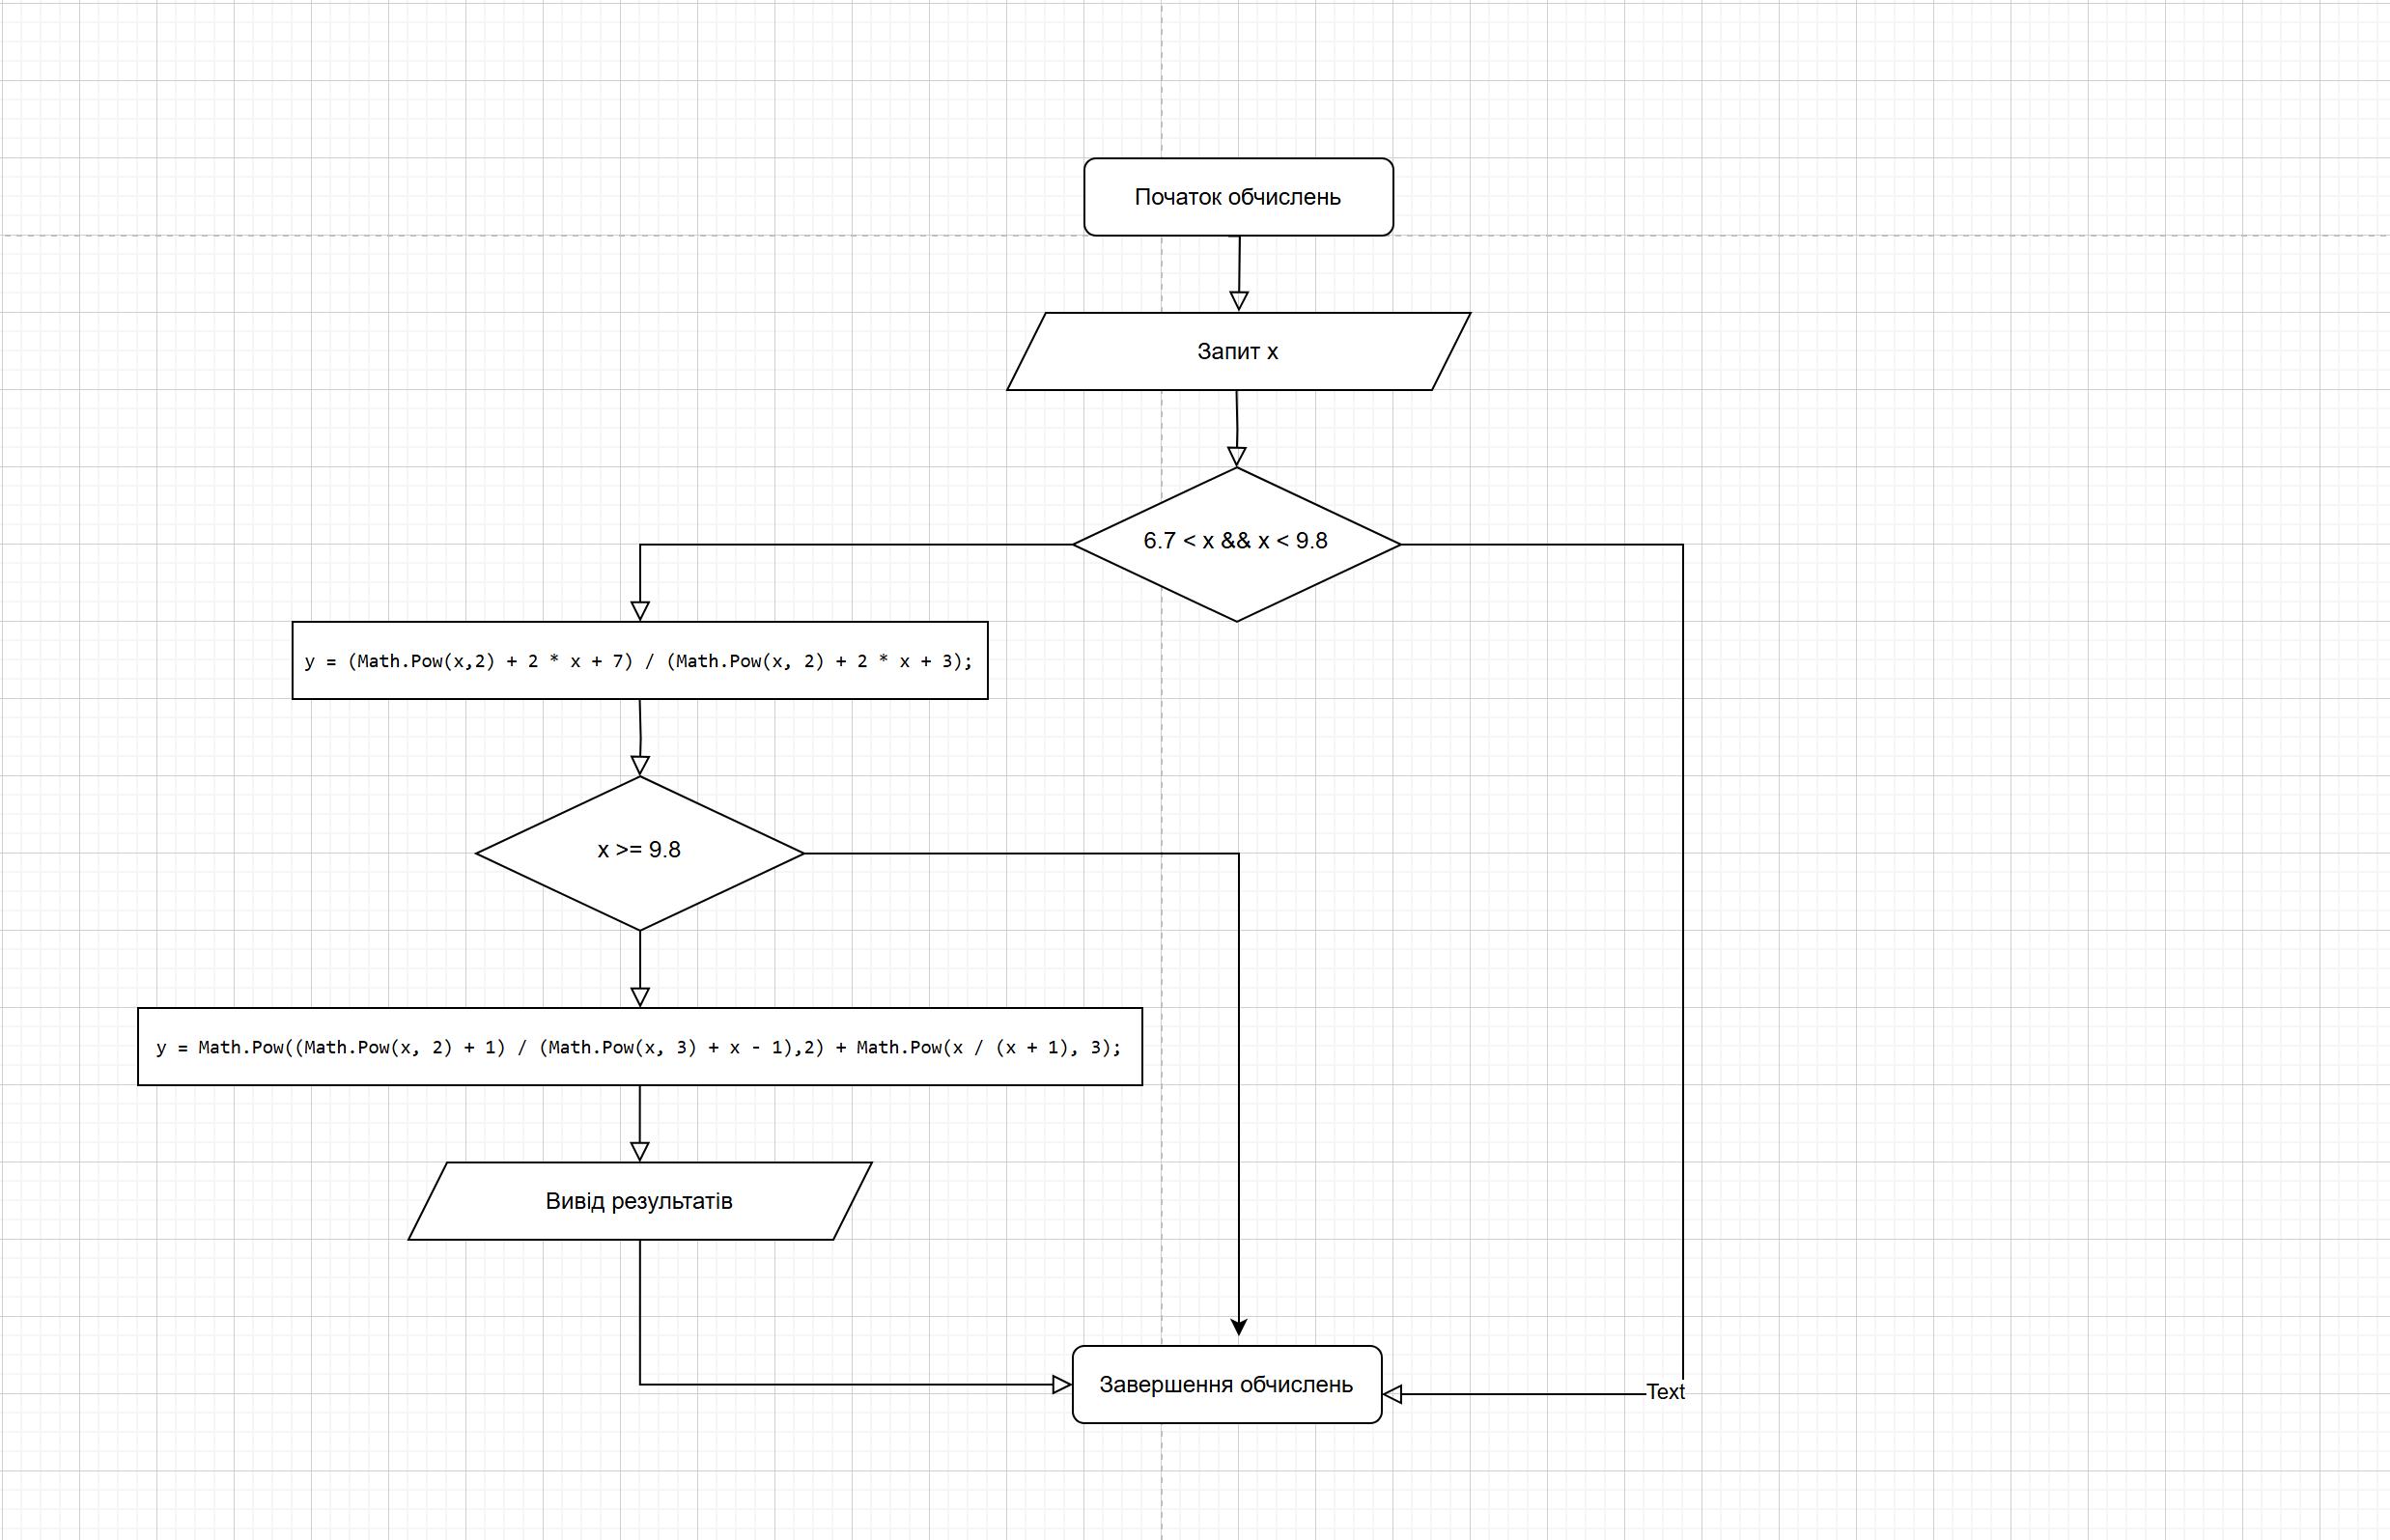 Початок обчислень
Запит x
6.7 < x && x < 9.8
y = (Math.Pow(x,2) + 2 * x + 7) / (Math.Pow(x, 2) + 2 * x + 3);
x >= 9.8
y = Math.Pow((Math.Pow(x, 2) + 1) / (Math.Pow(x, 3) + x - 1),2) + Math.Pow(x / (x + 1), 3);
Вивід результатів
Завершення обчислень
Text